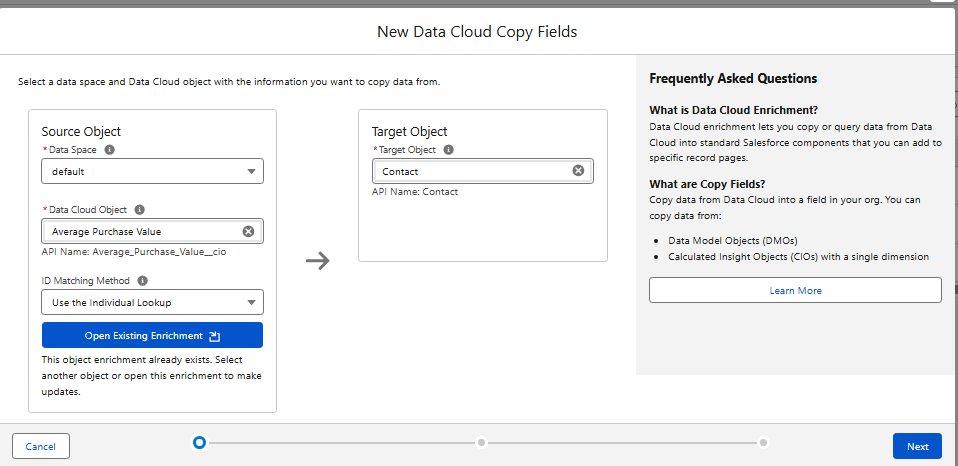 New Data Cloud Copy Fields
Select a data space and Data Cloud object with the information you want to copy data from.
Source Object
* Data Space
default
* Data Cloud Object
Average Purchase Value
API Name: Average_Purchase_Value__cio
ID Matching Method
Use the Individual Lookup
Open Existing Enrichment
This object enrichment already exists. Select
another object or open this enrichment to make
updates.
Target Object
* Target Object
Contact
API Name: Contact
Frequently Asked Questions
What is Data Cloud Enrichment?
Data Cloud enrichment lets you copy or query data from Data
Cloud into standard Salesforce components that you can add to
specific record pages.
What are Copy Fields?
Copy data from Data Cloud into a field in your org. You can
copy data from:
• Data Model Objects (DMOs)
• Calculated Insight Objects (CIOs) with a single dimension
Learn More
Cancel
Next